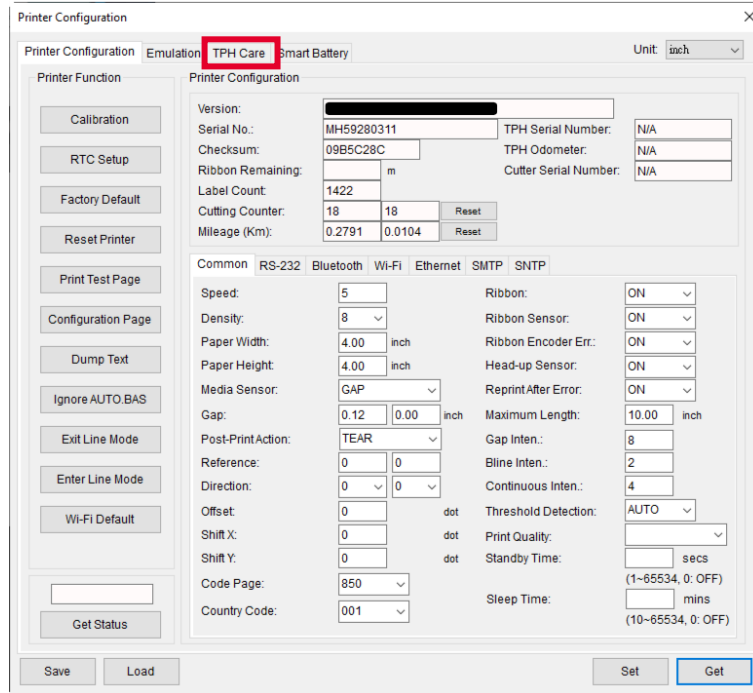 Printer Configuration
Printer Configuration Emulation TPH Care Smart Battery Unit: inch
Printer Function
Calibration
RTC Setup
Factory Default
Reset Printer
Print Test Page
Configuration Page
Dump Text
Ignore AUTO.BAS
Exit Line Mode
Enter Line Mode
Wi-Fi Default
Get Status
Printer Configuration
Version:
Serial No.: MH59280311 TPH Serial Number: N/A
Checksum: 09B5C28C TPH Odometer: N/A
Ribbon Remaining: m Cutter Serial Number: N/A
Label Count: 1422
Cutting Counter: 18 18 Reset
Mileage (Km): 0.2791 0.0104 Reset
Common RS-232 Bluetooth Wi-Fi Ethernet SMTP SNTP
Speed: 5 Ribbon: ON
Density: 8 Ribbon Sensor: ON
Paper Width: 4.00 inch Ribbon Encoder Err.: ON
Paper Height: 4.00 inch Head-up Sensor: ON
Media Sensor: GAP Reprint After Error: ON
Gap: 0.12 0.00 inch Maximum Length: 10.00 inch
Post-Print Action: TEAR Gap Inten.: 8
Reference: 0 0 Bline Inten.: 2
Direction: 0 0 Continuous Inten.: 4
Offset: 0 dot Threshold Detection: AUTO
Shift X: 0 dot Print Quality:
Shift Y: 0 dot Standby Time: secs
(1~65534, 0: OFF)
Code Page: 850 Sleep Time: mins
Country Code: 001 (10~65534, 0: OFF)
Save Load Set Get